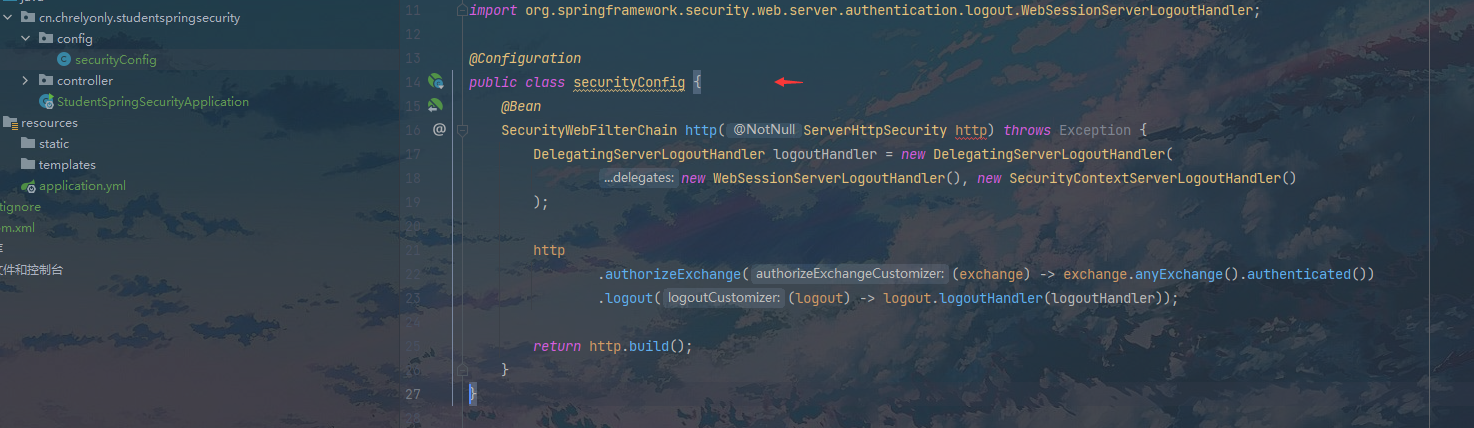 java
cn.chrelyonly.studentspringsecurity
config
securityConfig
controller
StudentSpringSecurityApplication
resources
static
templates
application.yml
itignore
m.xml
文件和控制台
11 import org.springframework.security.web.server.authentication.logout.WebSessionServerLogoutHandler;
12
13 @Configuration
14 public class securityConfig {
15 @Bean
16 SecurityWebFilterChain http( @NotNull ServerHttpSecurity http) throws Exception {
17 DelegatingServerLogoutHandler logoutHandler = new DelegatingServerLogoutHandler(
18 ...delegates: new WebSessionServerLogoutHandler(), new SecurityContextServerLogoutHandler()
19 );
20
21 http
22 .authorizeExchange( authorizeExchangeCustomizer: (exchange) -> exchange.anyExchange().authenticated())
23 .logout( logoutCustomizer: (logout) -> logout.logoutHandler(logoutHandler));
24
25 return http.build();
26 }
27 }